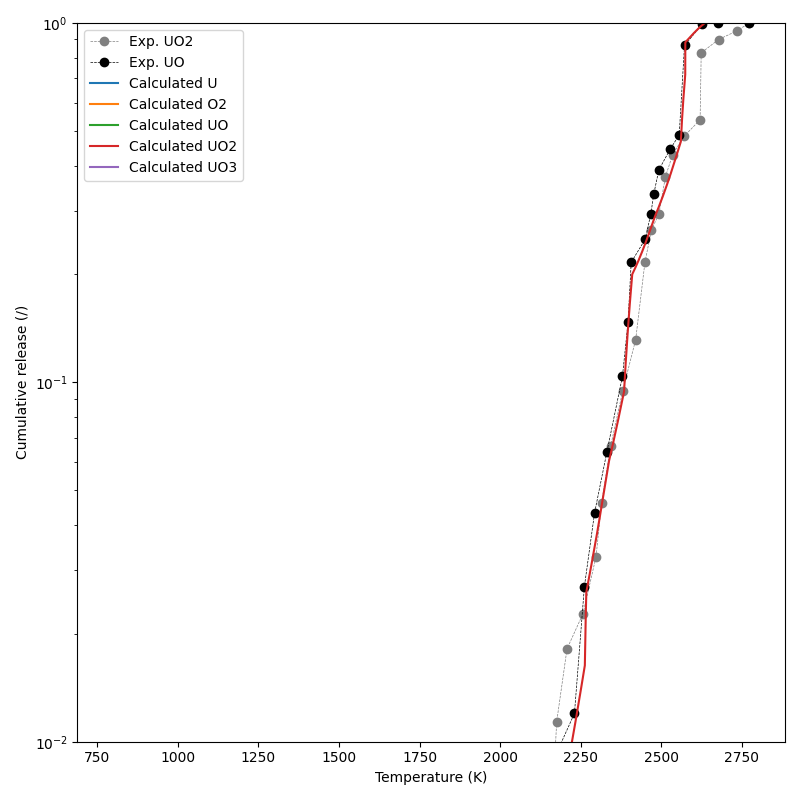 10⁰
10⁻¹
10⁻²
Cumulative release (/)
Exp. UO2
Exp. UO
Calculated U
Calculated O2
Calculated UO
Calculated UO2
Calculated UO3
750 1000 1250 1500 1750 2000 2250 2500 2750
Temperature (K)